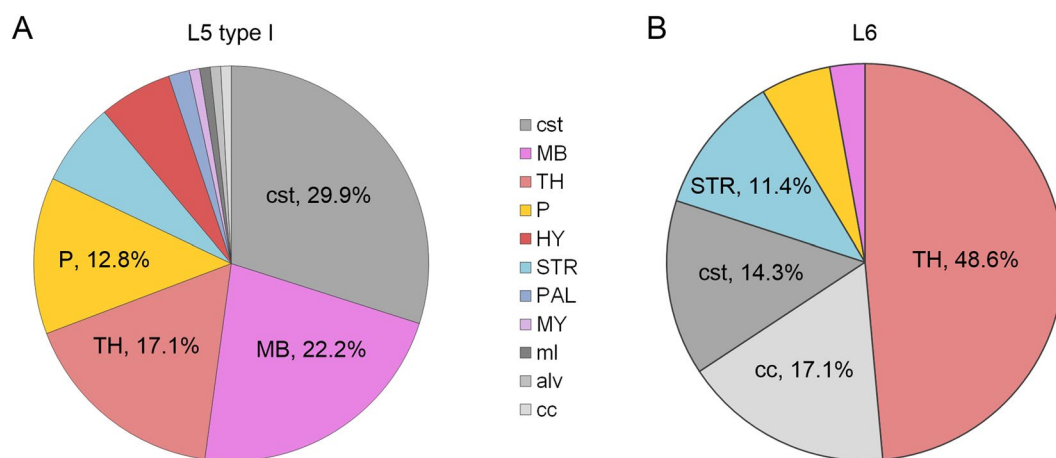 A
L5 type I
cst, 29.9%
P, 12.8%
TH, 17.1%
MB, 22.2%
cst
MB
TH
P
HY
STR
PAL
MY
ml
alv
cc
B
L6
STR, 11.4%
TH, 48.6%
cst, 14.3%
cc, 17.1%